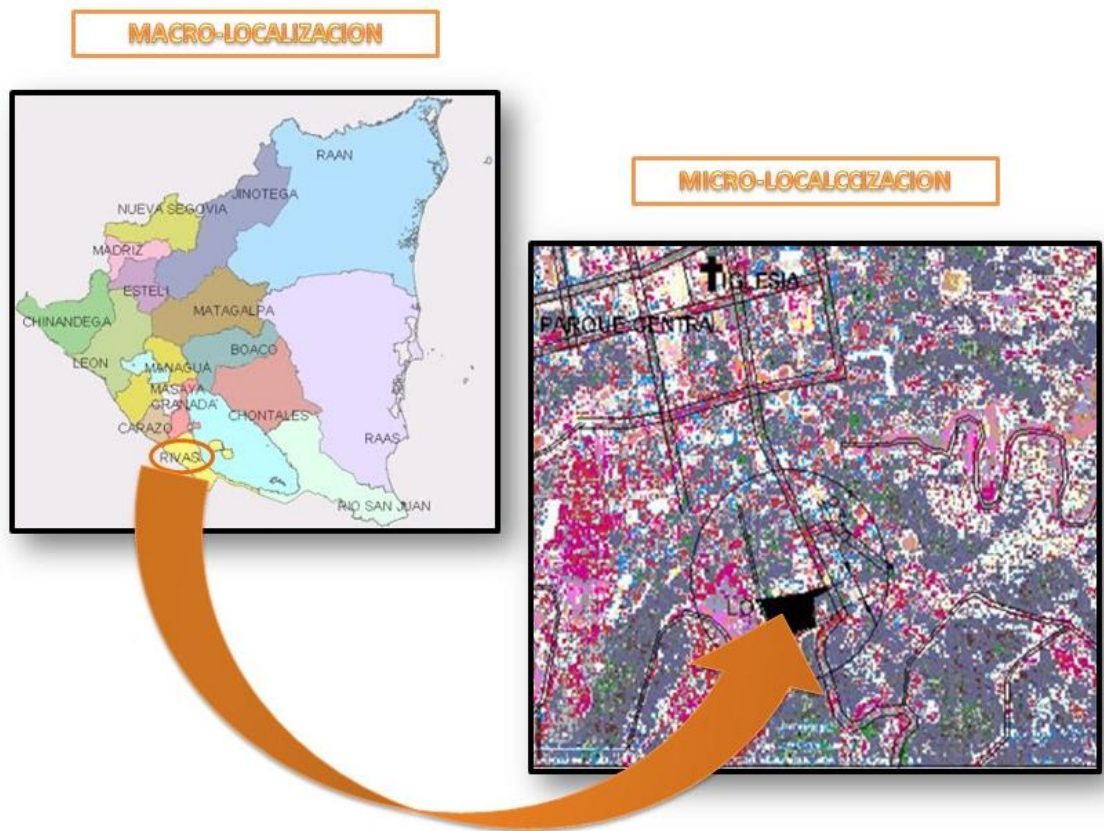 MACRO-LOCALIZACION
RAAN
JINOTEGA
NUEVA SEGOVIA
MADRIZ
ESTELI
MATAGALPA
CHINANDEGA
BOACO
LEON
MANAGUA
MASAYA
GRANADA
CHONTALES
CARAZO
RAAS
RIVAS
RIO SAN JUAN
MICRO-LOCALCCIZACION
IGLESIA
PARQUE CENTRAL